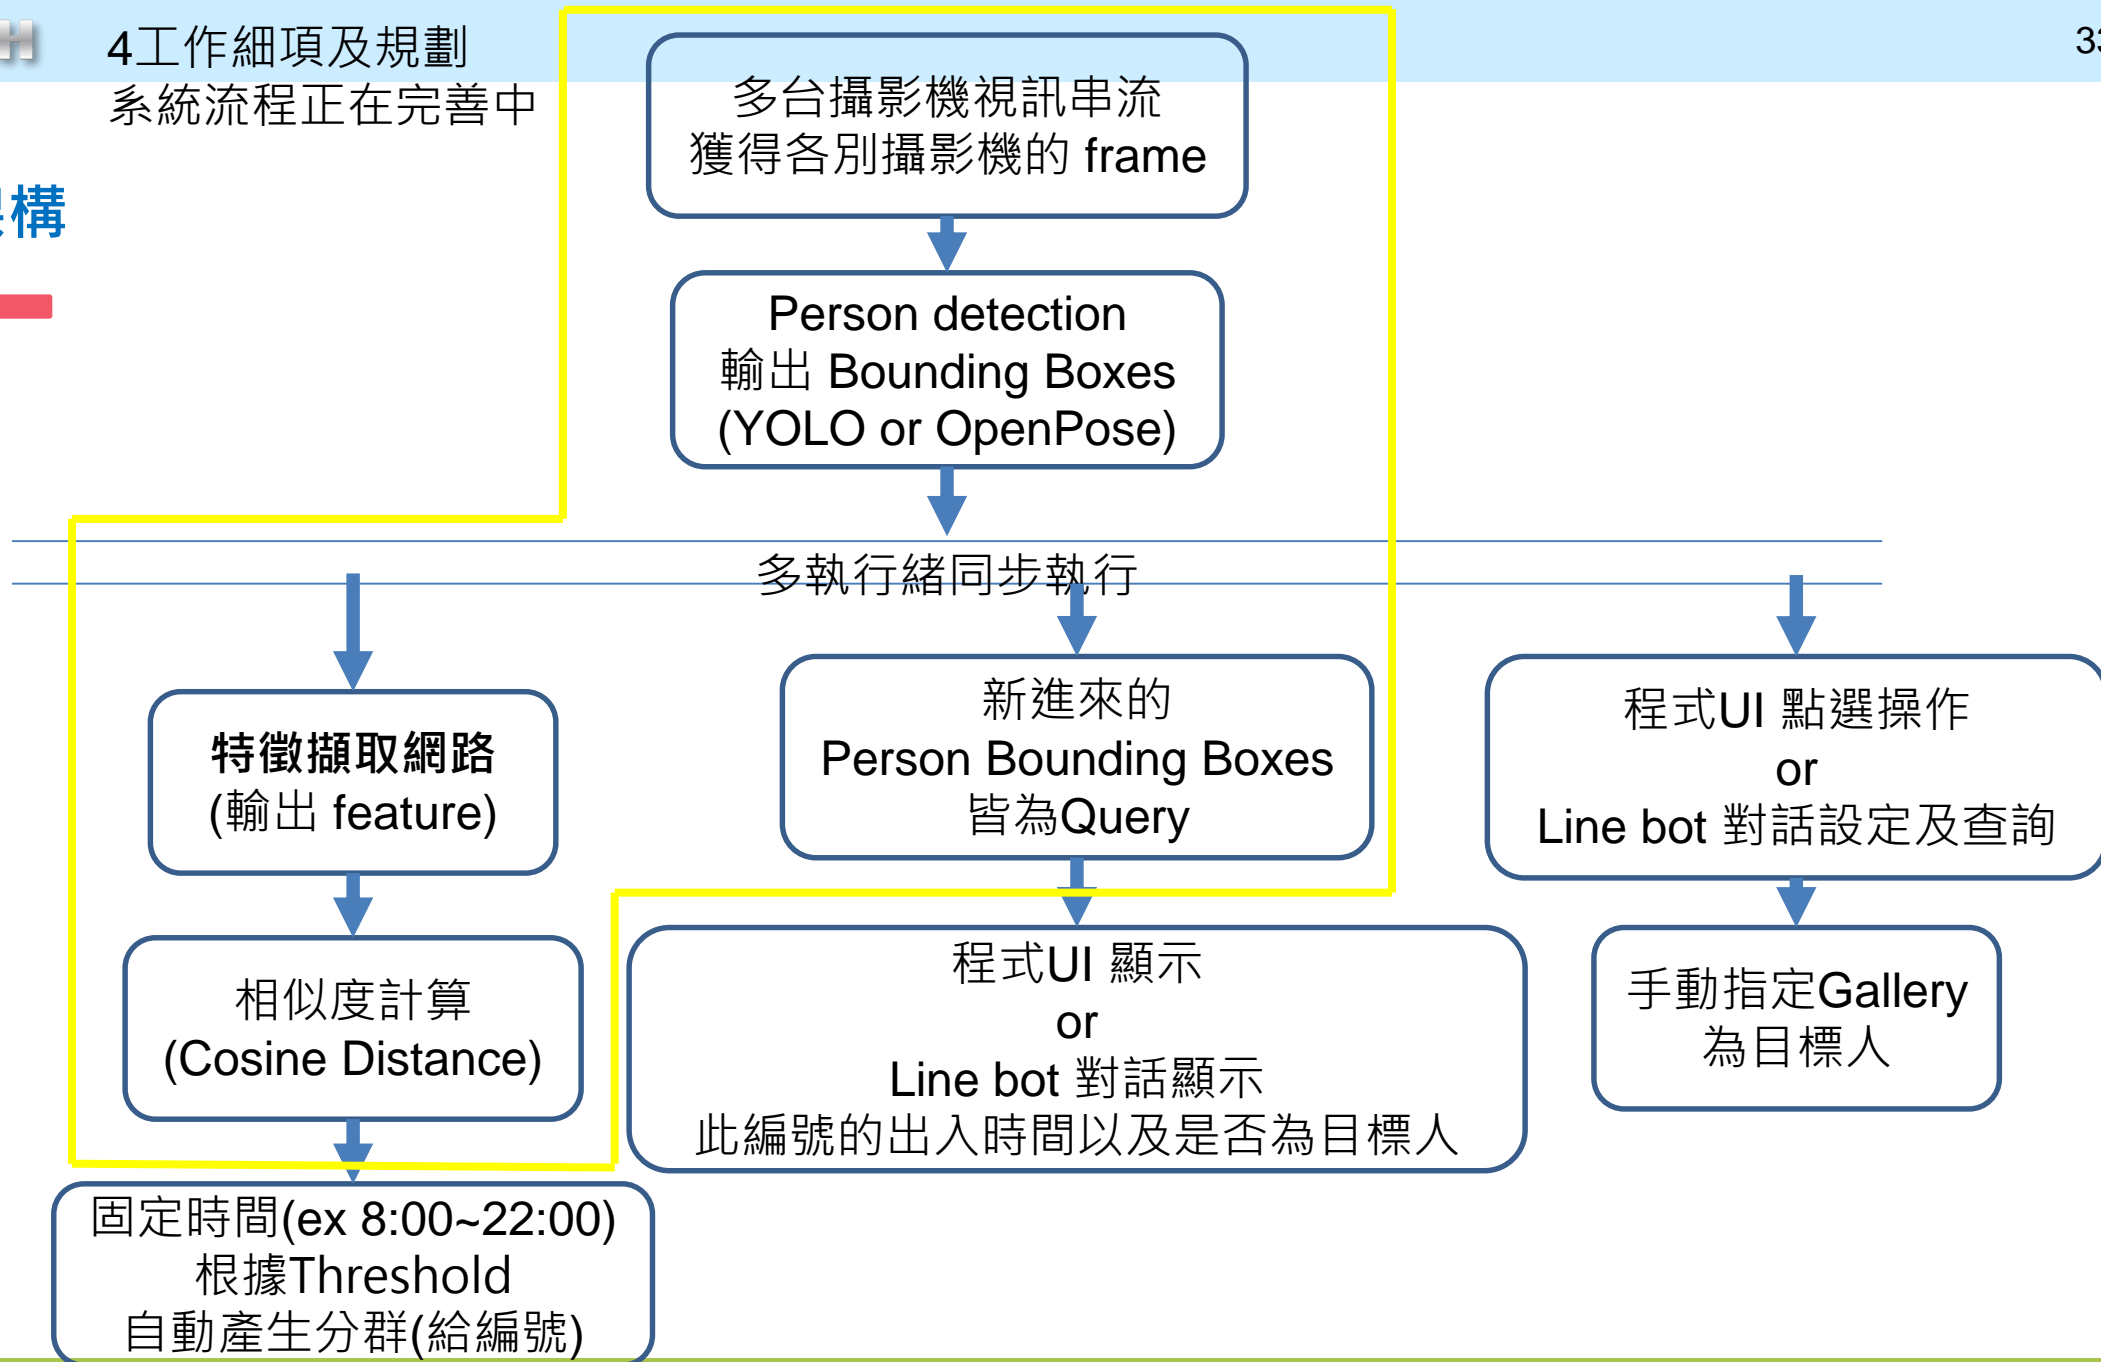 4工作細項及規劃
系統流程正在完善中
構
多台攝影機視訊串流
獲得各別攝影機的 frame
Person detection
輸出 Bounding Boxes
(YOLO or OpenPose)
多執行緒同步執行
特徵擷取網路
(輸出 feature)
相似度計算
(Cosine Distance)
固定時間(ex 8:00~22:00)
根據Threshold
自動產生分群(給編號)
新進來的
Person Bounding Boxes
皆為Query
程式UI 顯示
or
Line bot 對話顯示
此編號的出入時間以及是否為目標人
程式UI 點選操作
or
Line bot 對話設定及查詢
手動指定Gallery
為目標人